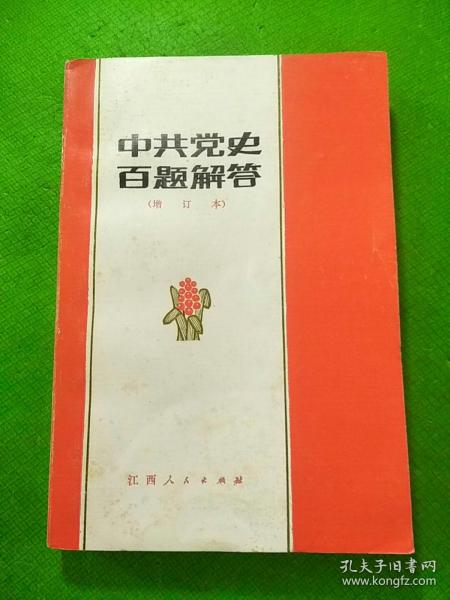 中共党史
百题解答
(增订本)
江西人民出版社
孔夫子旧书网
www.kongfz.com